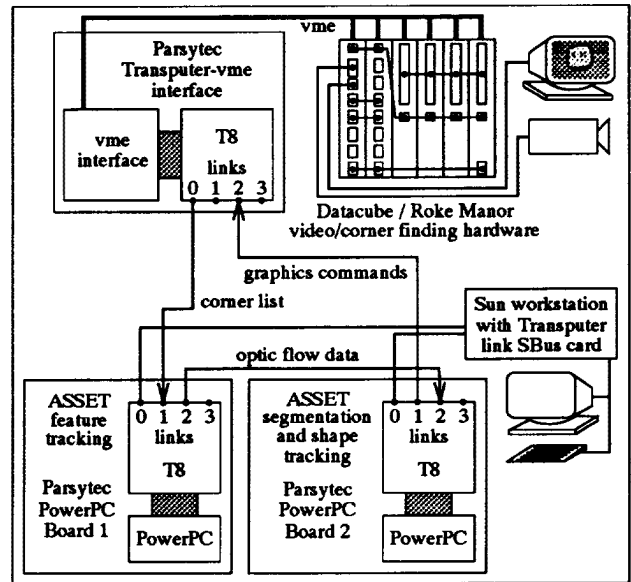 vme
Parsytec
Transputer-vme
interface
vme
interface
T8
links
0 1 2 3
Datacube / Roke Manor
video/corner finding hardware
graphics commands
corner list
Sun workstation
with Transputer
link SBus card
optic flow data
ASSET
feature
tracking
0 1 2 3
links
T8
Parsytec
PowerPC
Board 1
PowerPC
ASSET
segmentation
and shape
tracking
0 1 2 3
links
T8
Parsytec
PowerPC
Board 2
PowerPC